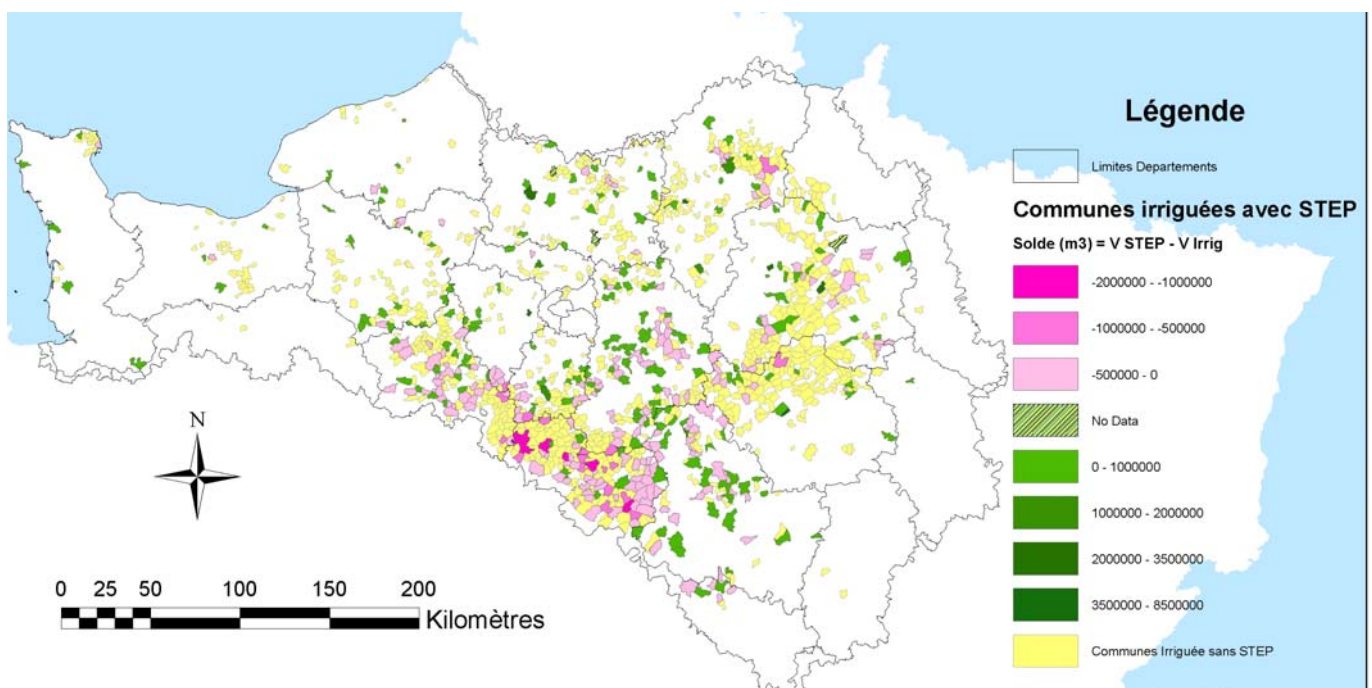 Légende
Limites Departements
Communes irriguées avec STEP
Solde (m3) = V STEP - V Irrig
-2000000 - -1000000
-1000000 - -500000
-500000 - 0
No Data
0 - 1000000
1000000 - 2000000
2000000 - 3500000
3500000 - 8500000
Communes Irriguée sans STEP
N
0 25 50 100 150 200
Kilomètres